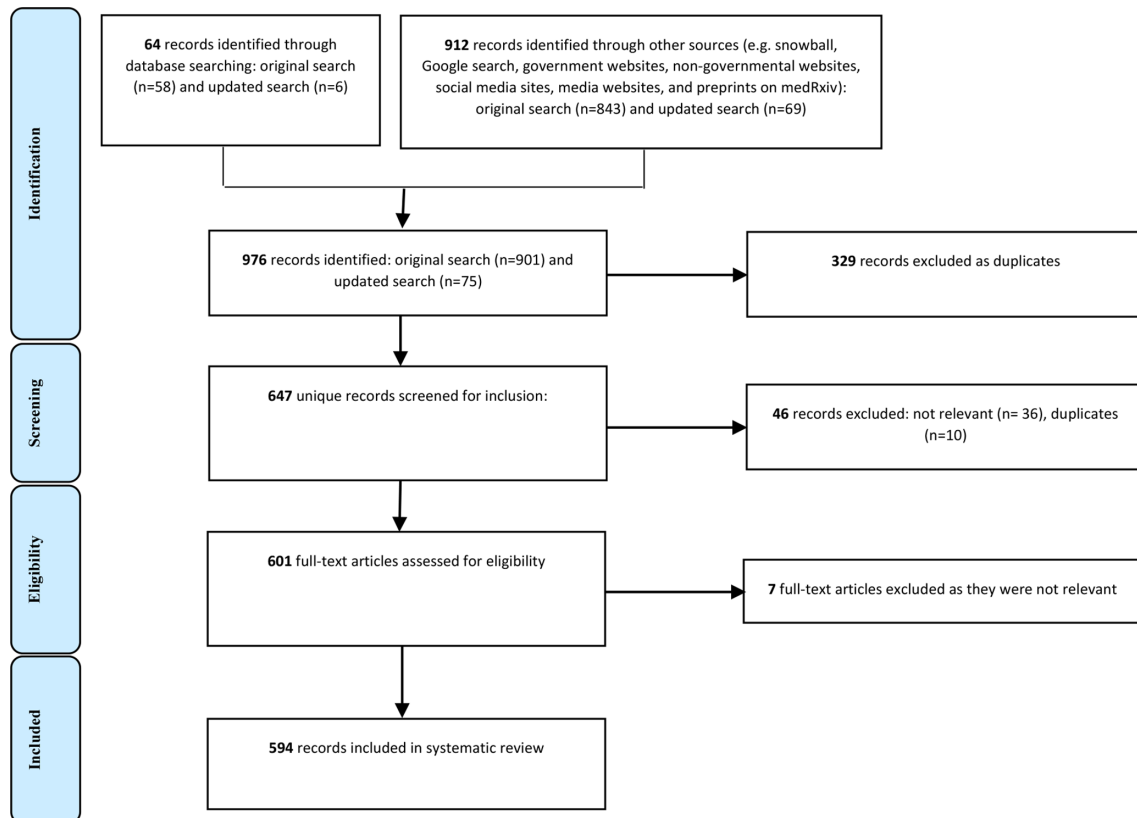 Identification
64 records identified through
database searching: original search
(n=58) and updated search (n=6)
912 records identified through other sources (e.g. snowball,
Google search, government websites, non-governmental websites,
social media sites, media websites, and preprints on medRxiv):
original search (n=843) and updated search (n=69)
976 records identified: original search (n=901) and
updated search (n=75)
329 records excluded as duplicates
Screening
647 unique records screened for inclusion:
46 records excluded: not relevant (n= 36), duplicates
(n=10)
Eligibility
601 full-text articles assessed for eligibility
7 full-text articles excluded as they were not relevant
Included
594 records included in systematic review